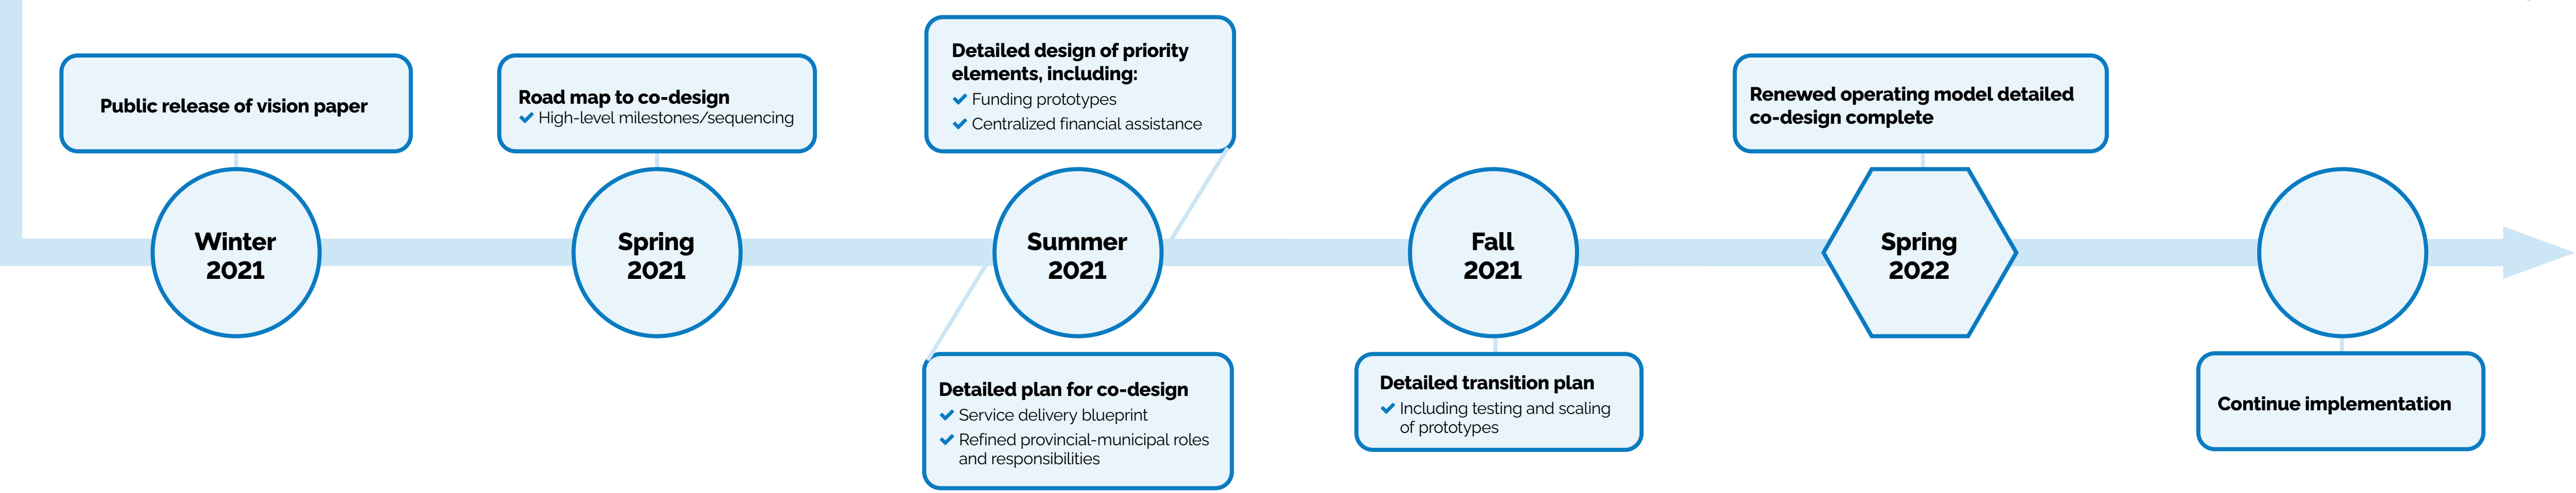 Public release of vision paper
Winter
2021
Road map to co-design
High-level milestones/sequencing
Spring
2021
Detailed design of priority
elements, including:
Funding prototypes
Centralized financial assistance
Summer
2021
Detailed plan for co-design
Service delivery blueprint
Refined provincial-municipal roles
and responsibilities
Fall
2021
Detailed transition plan
Including testing and scaling
of prototypes
Renewed operating model detailed
co-design complete
Spring
2022
Continue implementation